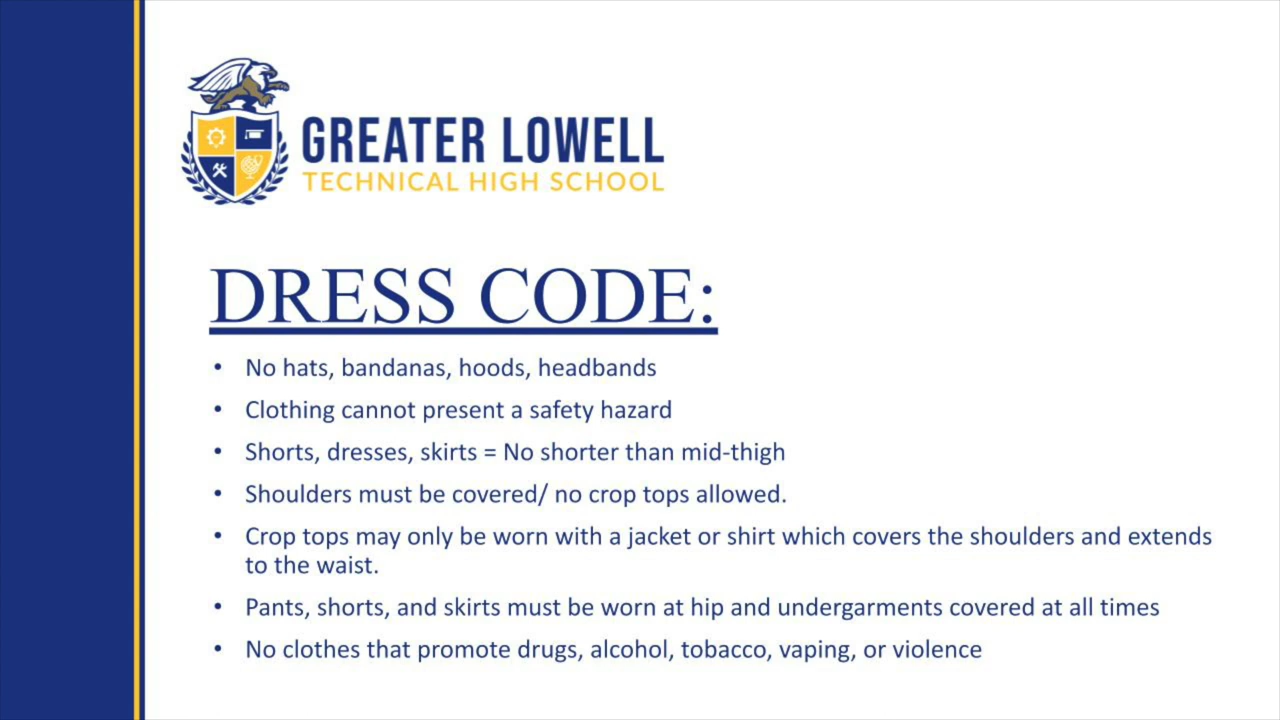 GREATER LOWELL
TECHNICAL HIGH SCHOOL
DRESS CODE:
• No hats, bandanas, hoods, headbands
• Clothing cannot present a safety hazard
• Shorts, dresses, skirts = No shorter than mid-thigh
• Shoulders must be covered/ no crop tops allowed.
• Crop tops may only be worn with a jacket or shirt which covers the shoulders and extends
to the waist.
• Pants, shorts, and skirts must be worn at hip and undergarments covered at all times
• No clothes that promote drugs, alcohol, tobacco, vaping, or violence